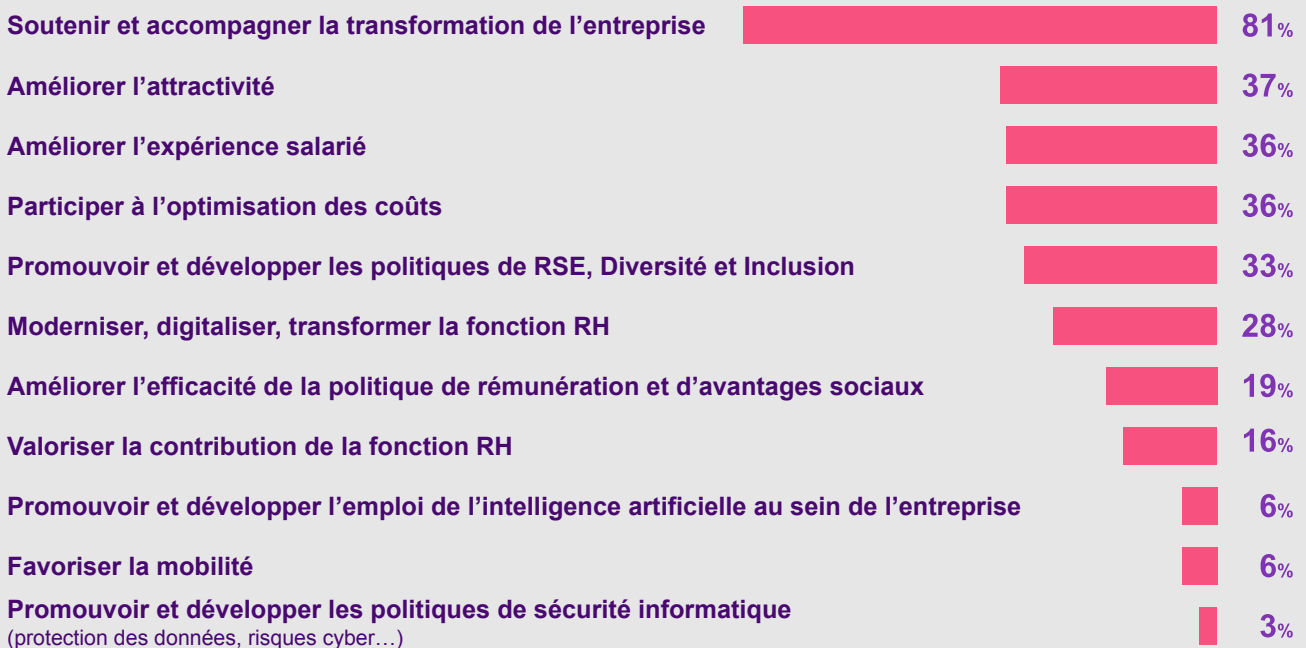 Soutenir et accompagner la transformation de l’entreprise 81%
Améliorer l’attractivité 37%
Améliorer l’expérience salarié 36%
Participer à l’optimisation des coûts 36%
Promouvoir et développer les politiques de RSE, Diversité et Inclusion 33%
Moderniser, digitaliser, transformer la fonction RH 28%
Améliorer l’efficacité de la politique de rémunération et d’avantages sociaux 19%
Valoriser la contribution de la fonction RH 16%
Promouvoir et développer l’emploi de l’intelligence artificielle au sein de l’entreprise 6%
Favoriser la mobilité 6%
Promouvoir et développer les politiques de sécurité informatique
(protection des données, risques cyber…) 3%